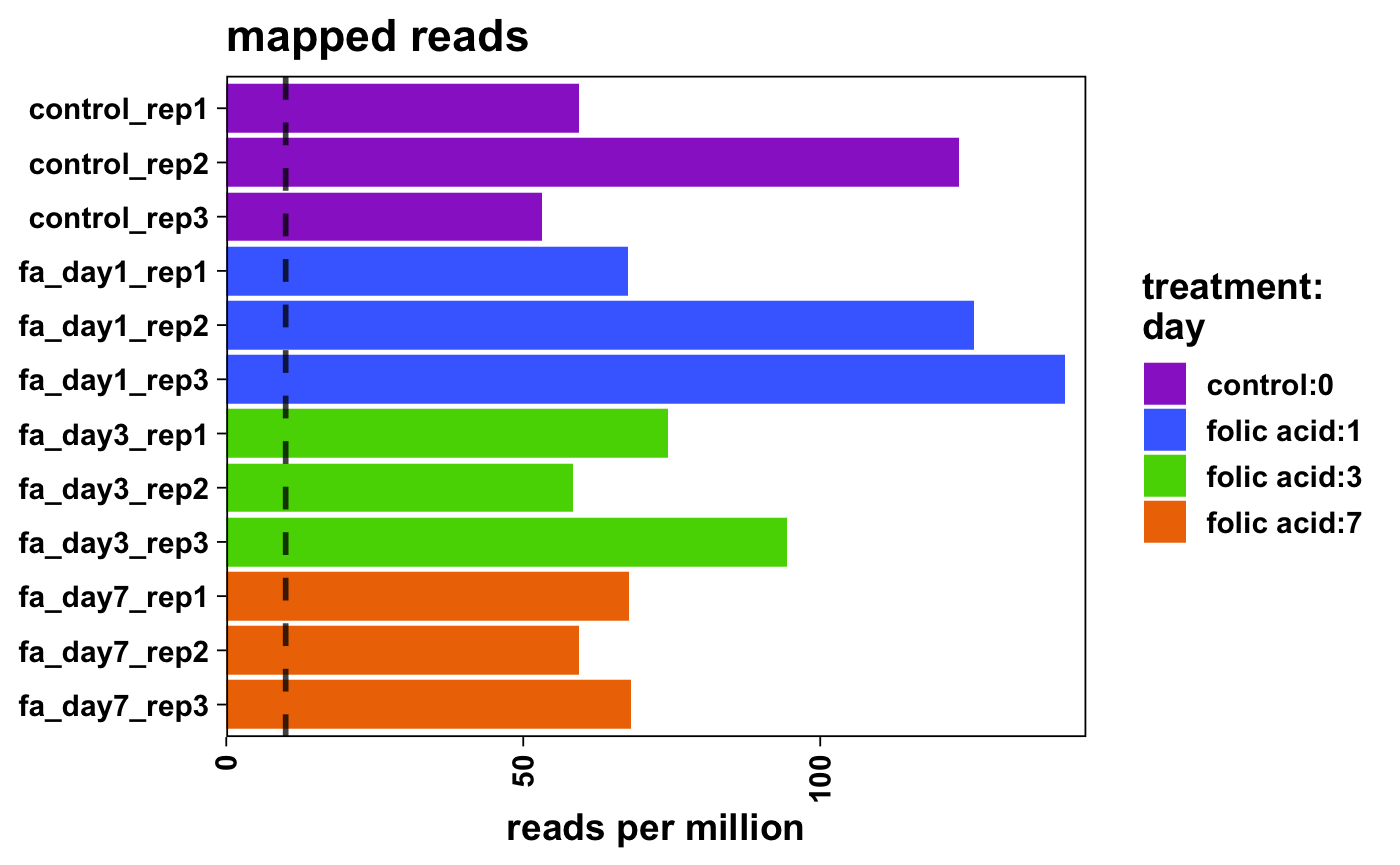 mapped reads
control_rep1
control_rep2
control_rep3
fa_day1_rep1
fa_day1_rep2
fa_day1_rep3
fa_day3_rep1
fa_day3_rep2
fa_day3_rep3
fa_day7_rep1
fa_day7_rep2
fa_day7_rep3
0
50
100
reads per million
treatment:
day
control:0
folic acid:1
folic acid:3
folic acid:7